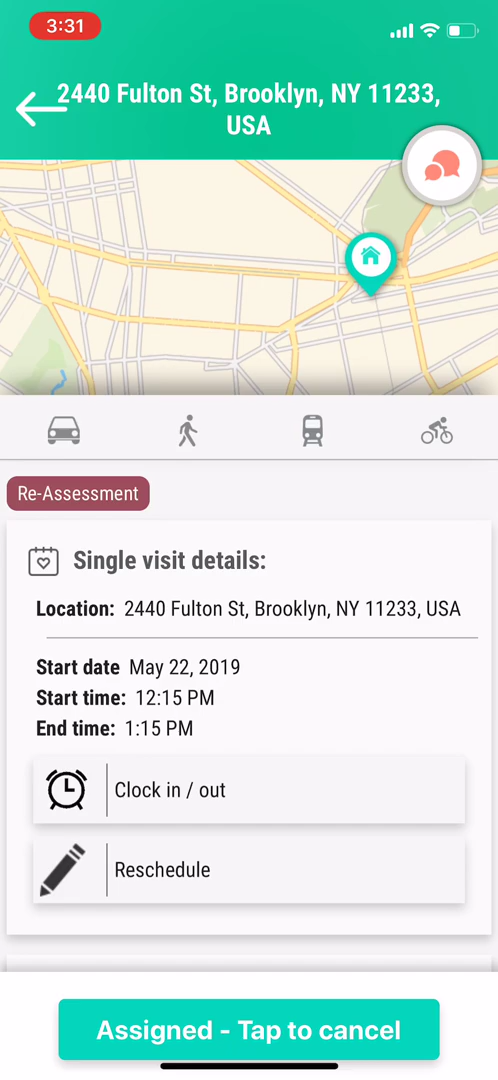 3:31
2440 Fulton St, Brooklyn, NY 11233,
USA
Re-Assessment
Single visit details:
Location: 2440 Fulton St, Brooklyn, NY 11233, USA
Start date May 22, 2019
Start time: 12:15 PM
End time: 1:15 PM
Clock in / out
Reschedule
Assigned - Tap to cancel